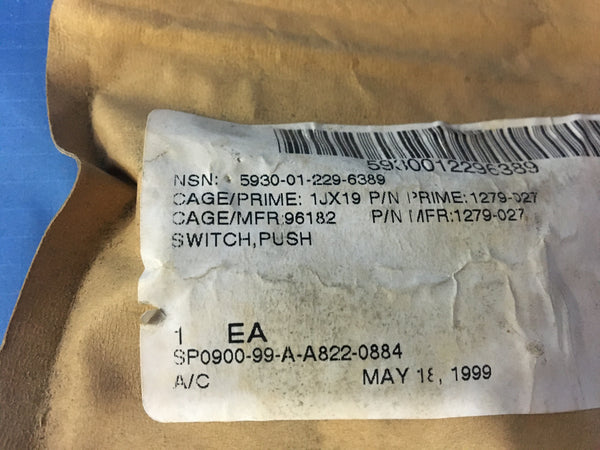 5930012296389
NSN: 5930-01-229-6389
CAGE/PRIME: 1JX19 P/N PRIME:1279-027
CAGE/MFR:96182 P/N MFR:1279-027
SWITCH,PUSH
1 EA
SP0900-99-A-A822-0884
A/C MAY 18, 1999